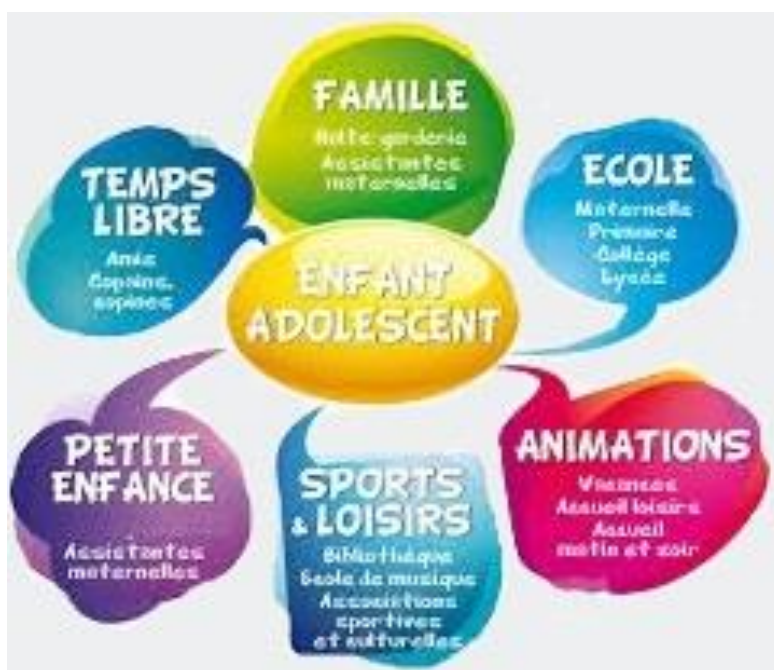 FAMILLE
Halte garderie
Assistantes
maternelles
TEMPS
LIBRE
Amis
Copains,
copines
ECOLE
Maternelle
Primaire
Collège
Lycée
ENFANT
ADOLESCENT
PETITE
ENFANCE
Assistantes
maternelles
SPORTS
& LOISIRS
Bibliothèque
Ecole de musique
Associations
sportives
et culturelles
ANIMATIONS
Vacances
Accueil loisirs
Accueil
matin et soir